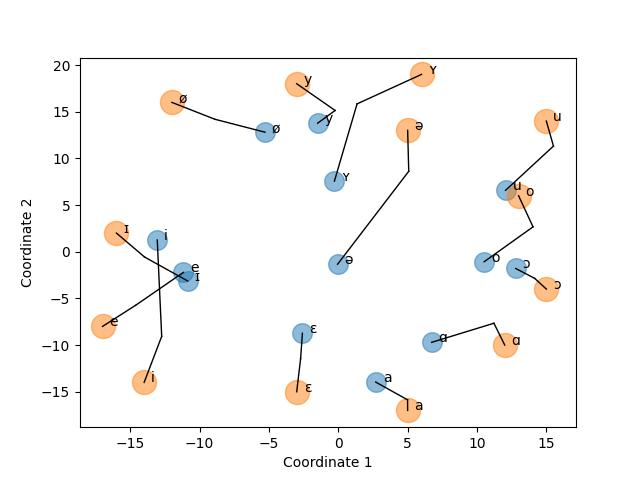 20
15
10
5
0
−5
−10
−15
Coordinate 2
−15 −10 −5 0 5 10 15
Coordinate 1
ʏ
y
ø
ə
u
y
ø
ʏ
u
o
ɪ
i
ə
o
ɔ
e
ɪ
ɔ
e
ɛ
ɑ
ɑ
i
a
ɛ
a